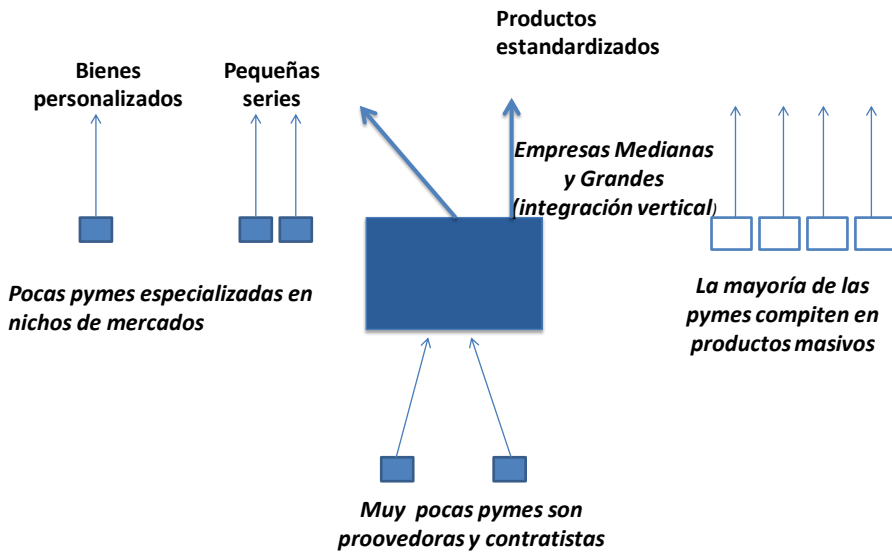 Productos
estandardizados
Bienes
personalizados
Pequeñas
series
Empresas Medianas
y Grandes
(integración vertical)
Pocas pymes especializadas en
nichos de mercados
La mayoría de las
pymes compiten en
productos masivos
Muy pocas pymes son
proovedoras y contratistas